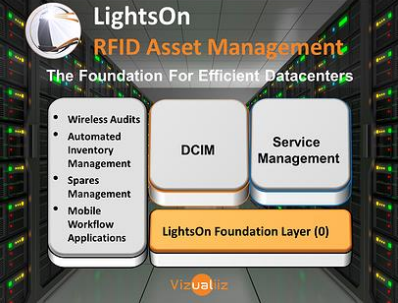 LightsOn
RFID Asset Management
The Foundation For Efficient Datacenters
• Wireless Audits
• Automated
Inventory
Management
• Spares
Management
• Mobile
Workflow
Applications
DCIM
Service
Management
LightsOn Foundation Layer (0)
Vizualiiz